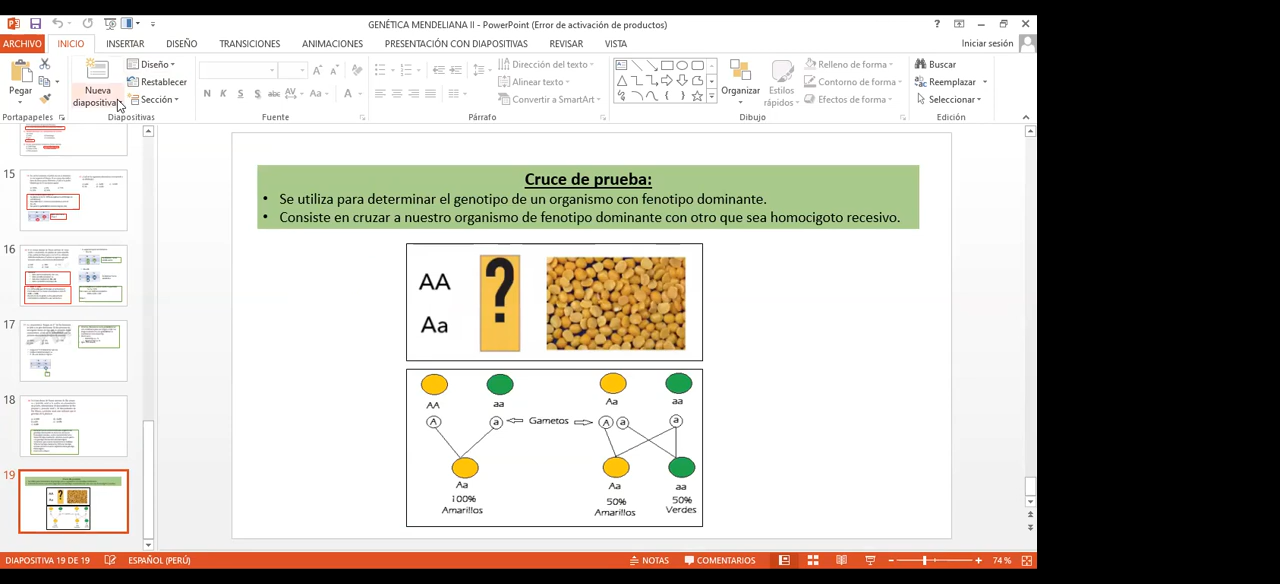 GENÉTICA MENDELIANA II - PowerPoint (Error de activación de productos)
ARCHIVO INICIO INSERTAR DISEÑO TRANSICIONES ANIMACIONES PRESENTACIÓN CON DIAPOSITIVAS REVISAR VISTA Iniciar sesión
Pegar
Nueva
diapositiva
Diseño
Restablecer
Sección
N K S S abc AV Aa A
Dirección del texto
Alinear texto
Convertir a SmartArt
Organizar
Estilos
rápidos
Relleno de forma
Contorno de forma
Efectos de forma
Buscar
Reemplazar
Seleccionar
Portapapeles Diapositivas Fuente Párrafo Dibujo Edición
15
16
17
18
19
Cruce de prueba:
• Se utiliza para determinar el genotipo de un organismo con fenotipo dominante.
• Consiste en cruzar a nuestro organismo de fenotipo dominante con otro que sea homocigoto recesivo.
AA
Aa
?
AA aa Aa aa
A a ⇦ Gametos ⇨ A a a
Aa Aa aa
100% 50% 50%
Amarillos Amarillos Verdes
DIAPOSITIVA 19 DE 19 ESPAÑOL (PERÚ) NOTAS COMENTARIOS 74 %